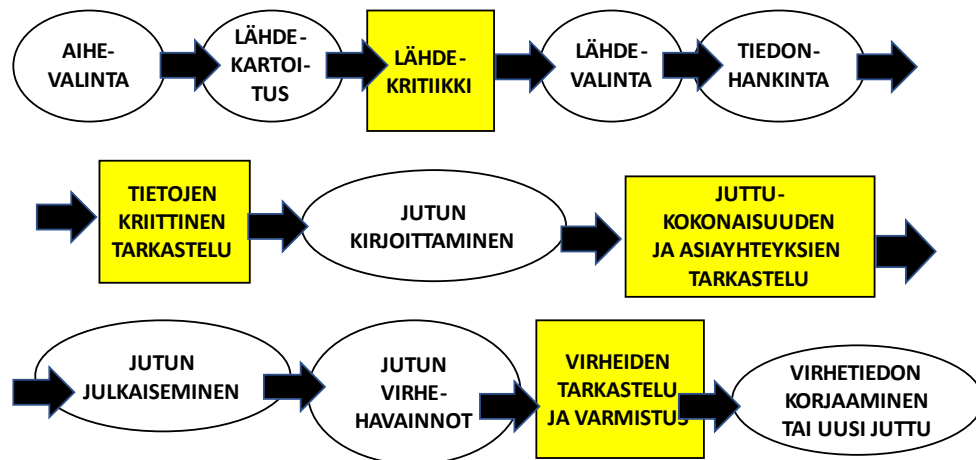 AIHE-
VALINTA
LÄHDE-
KARTOI-
TUS
LÄHDE-
KRITIIKKI
LÄHDE-
VALINTA
TIEDON-
HANKINTA
TIETOJEN
KRIITTINEN
TARKASTELU
JUTUN
KIRJOITTAMINEN
JUTTU-
KOKONAISUUDEN
JA ASIAYHTEYKSIEN
TARKASTELU
JUTUN
JULKAISEMINEN
JUTUN
VIRHE-
HAVAINNOT
VIRHEIDEN
TARKASTELU
JA VARMISTUS
VIRHETIEDON
KORJAAMINEN
TAI UUSI JUTTU